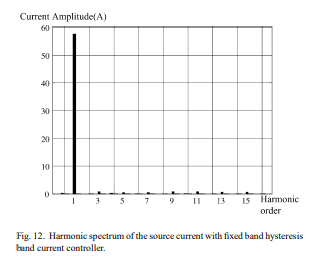 Current Amplitude(A)
60
50
40
30
20
10
0
1 3 5 7 9 11 13 15 Harmonic
order
Fig. 12. Harmonic spectrum of the source current with fixed band hysteresis
band current controller.